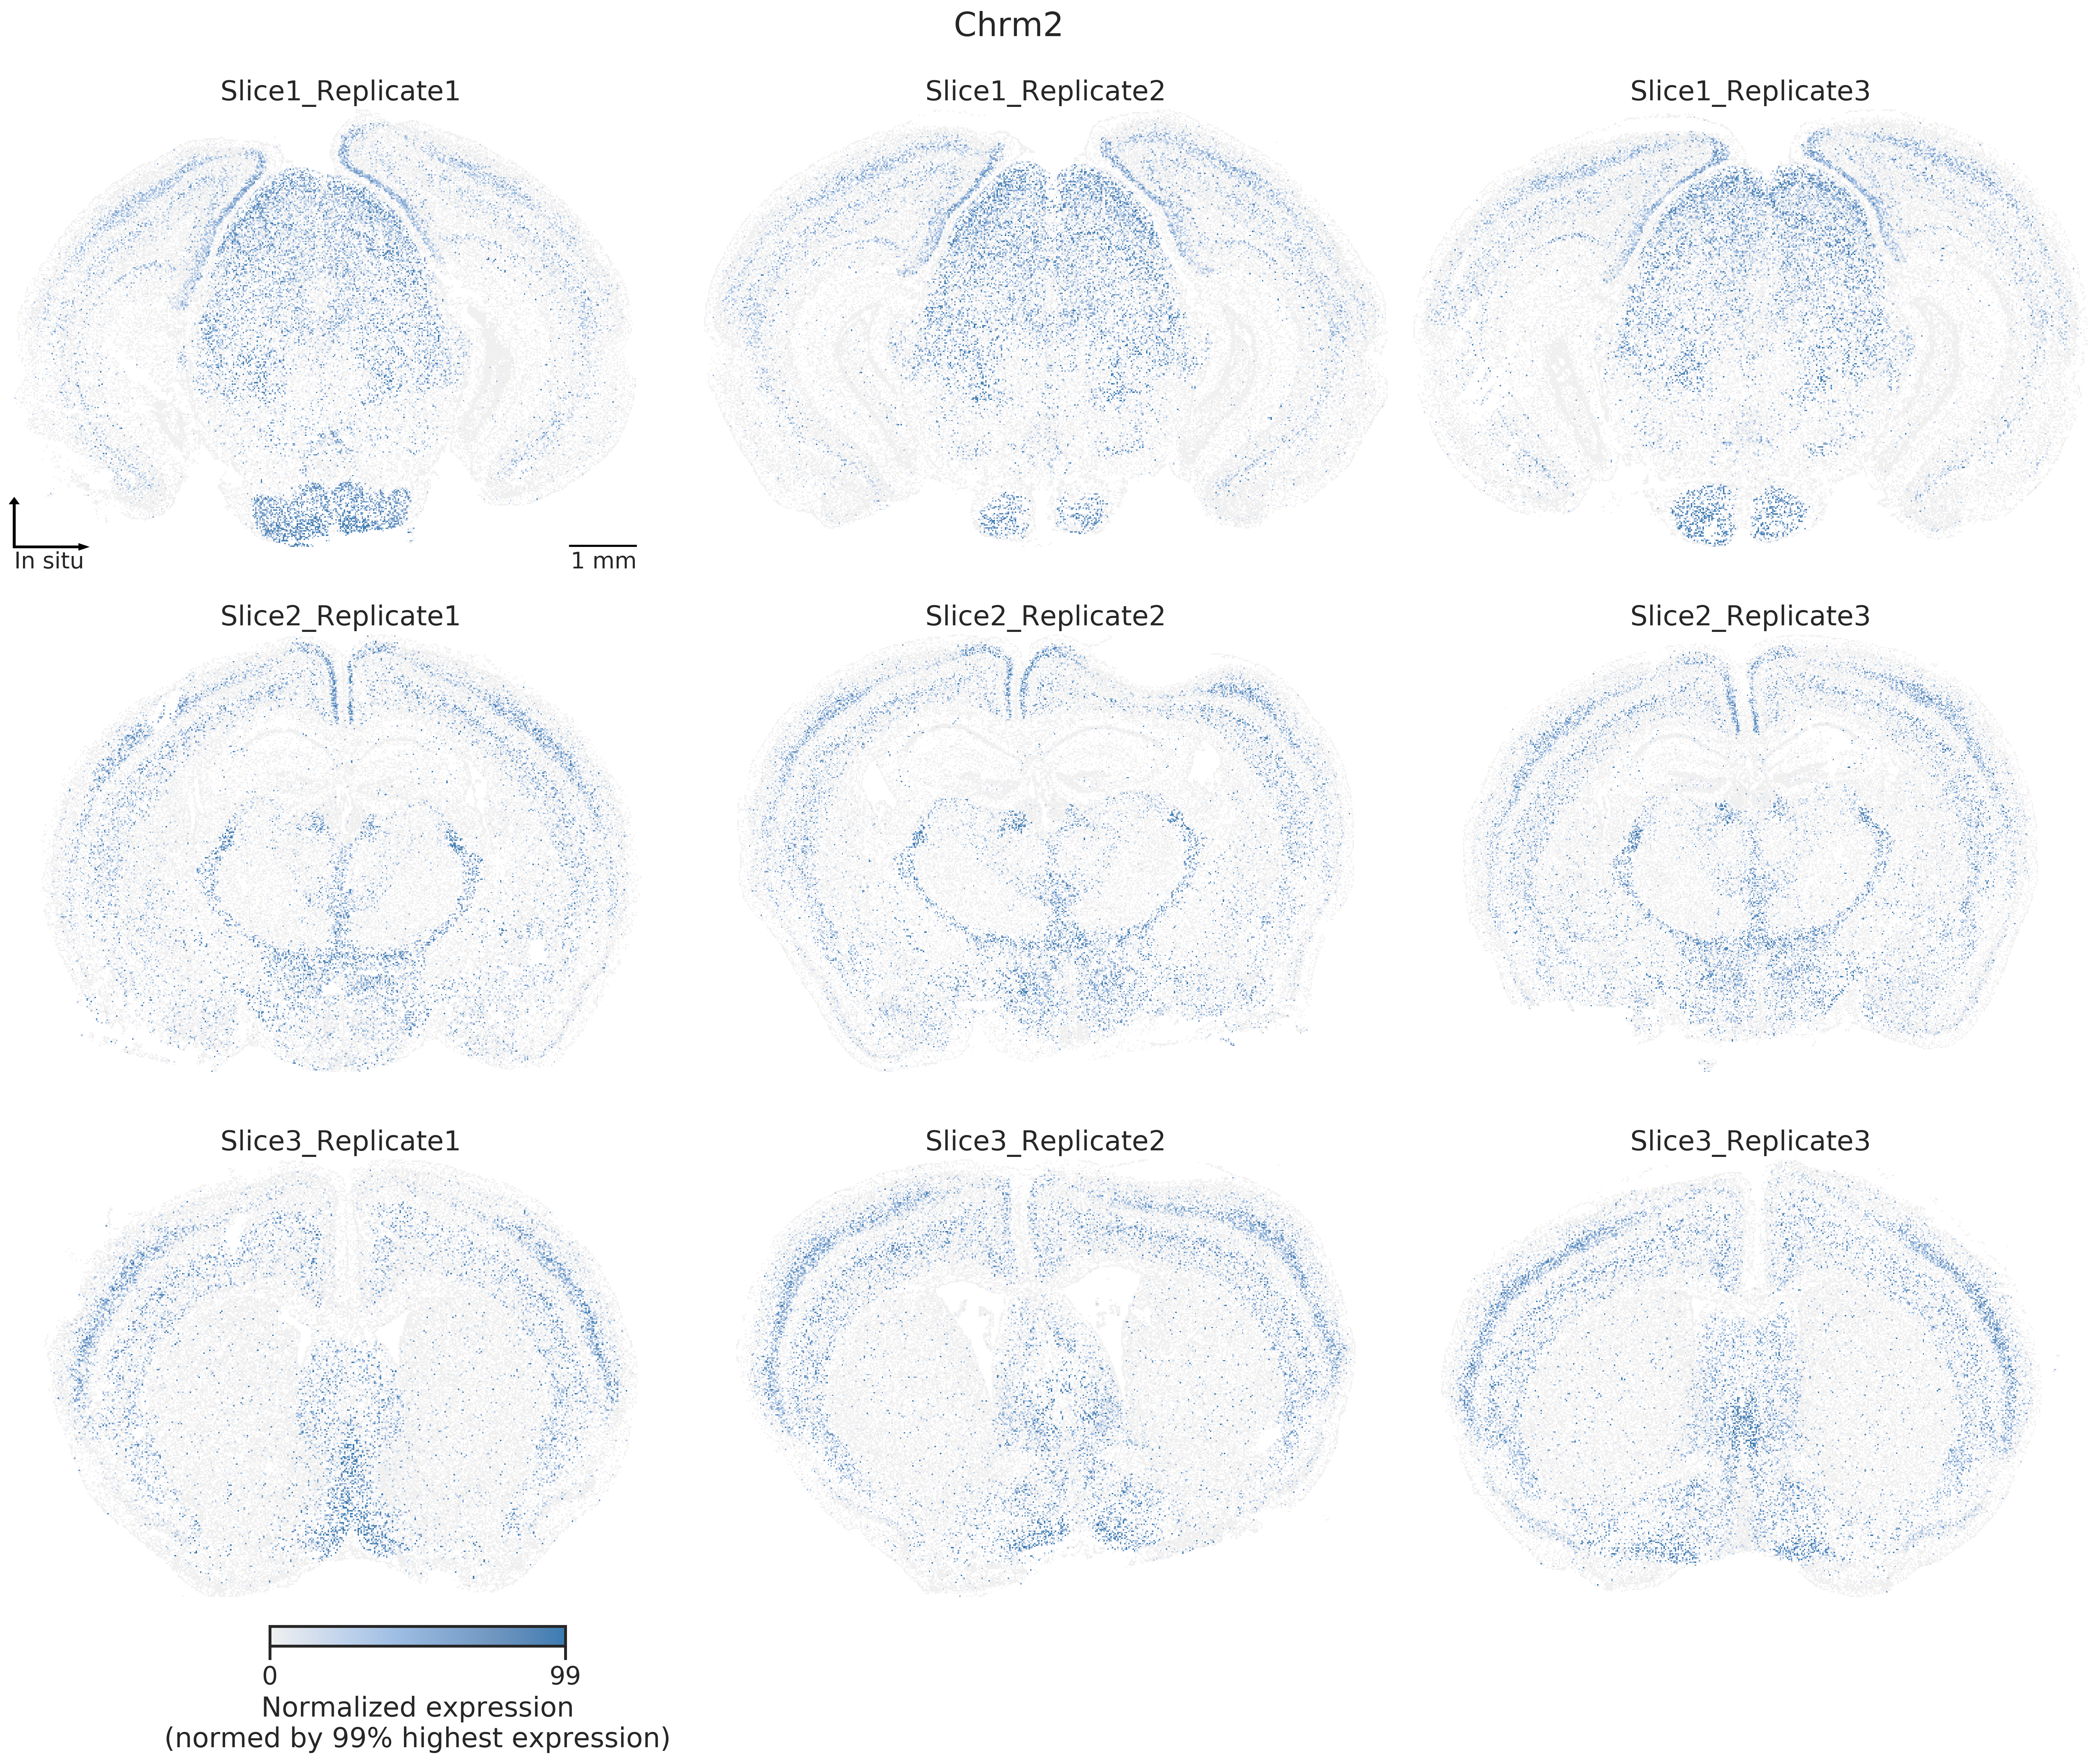 Chrm2
Slice1_Replicate1
Slice1_Replicate2
Slice1_Replicate3
In situ
1 mm
Slice2_Replicate1
Slice2_Replicate2
Slice2_Replicate3
Slice3_Replicate1
Slice3_Replicate2
Slice3_Replicate3
0
99
Normalized expression
(normed by 99% highest expression)